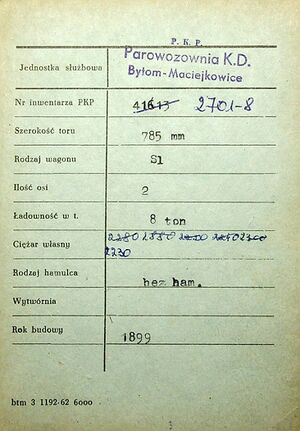 P. K. P.
Jednostka służbowa Parowozownia K.D.
Bytom-Maciejkowice
Nr inwentarza PKP 41613 2701-8
Szerokość toru 785 mm
Rodzaj wagonu Sl
Ilość osi 2
Ładowność w t. 8 ton
Ciężar własny 2280
2230
Rodzaj hamulca bez ham.
Wytwórnia
Rok budowy 1899
btm 3 1192-62 6000